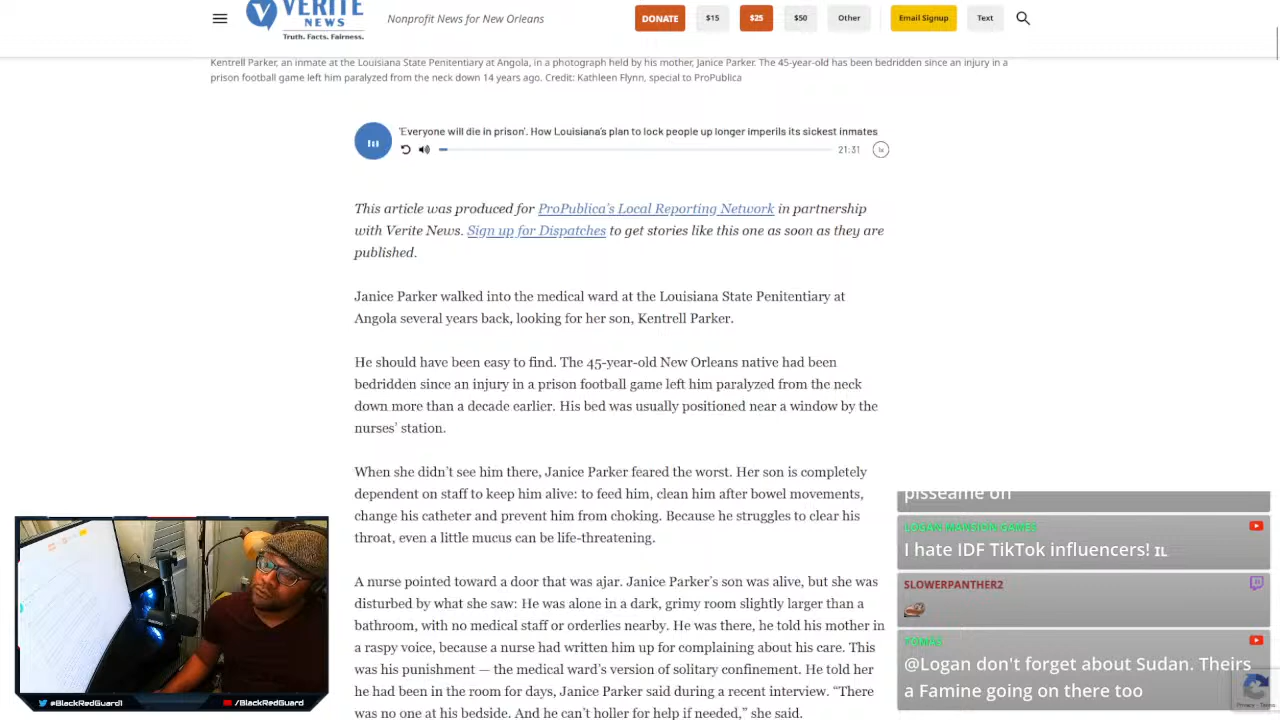 VERITE
NEWS
Truth. Facts. Fairness.
Nonprofit News for New Orleans
DONATE
$15
$25
$50
Other
Email Signup
Text
Kentrell Parker, an inmate at the Louisiana State Penitentiary at Angola, in a photograph held by his mother, Janice Parker. The 45-year-old has been bedridden since an injury in a
prison football game left him paralyzed from the neck down 14 years ago. Credit: Kathleen Flynn, special to ProPublica
'Everyone will die in prison'. How Louisiana's plan to lock people up longer imperils its sickest inmates
21:31
1x
This article was produced for ProPublica's Local Reporting Network in partnership
with Verite News. Sign up for Dispatches to get stories like this one as soon as they are
published.
Janice Parker walked into the medical ward at the Louisiana State Penitentiary at
Angola several years back, looking for her son, Kentrell Parker.
He should have been easy to find. The 45-year-old New Orleans native had been
bedridden since an injury in a prison football game left him paralyzed from the neck
down more than a decade earlier. His bed was usually positioned near a window by the
nurses' station.
When she didn't see him there, Janice Parker feared the worst. Her son is completely
dependent on staff to keep him alive: to feed him, clean him after bowel movements,
change his catheter and prevent him from choking. Because he struggles to clear his
throat, even a little mucus can be life-threatening.
A nurse pointed toward a door that was ajar. Janice Parker's son was alive, but she was
disturbed by what she saw: He was alone in a dark, grimy room slightly larger than a
bathroom, with no medical staff or orderlies nearby. He was there, he told his mother in
a raspy voice, because a nurse had written him up for complaining about his care. This
was his punishment — the medical ward's version of solitary confinement. He told her
he had been in the room for days, Janice Parker said during a recent interview. "There
was no one at his bedside. And he can't holler for help if needed," she said.
pisseame on
LOGAN MANSION GAMES
I hate IDF TikTok influencers! IL
SLOWERPANTHER2
TOMAS
@Logan don't forget about Sudan. Theirs
a Famine going on there too
Privacy - Terms
@BlackRedGuard1
/BlackRedGuard